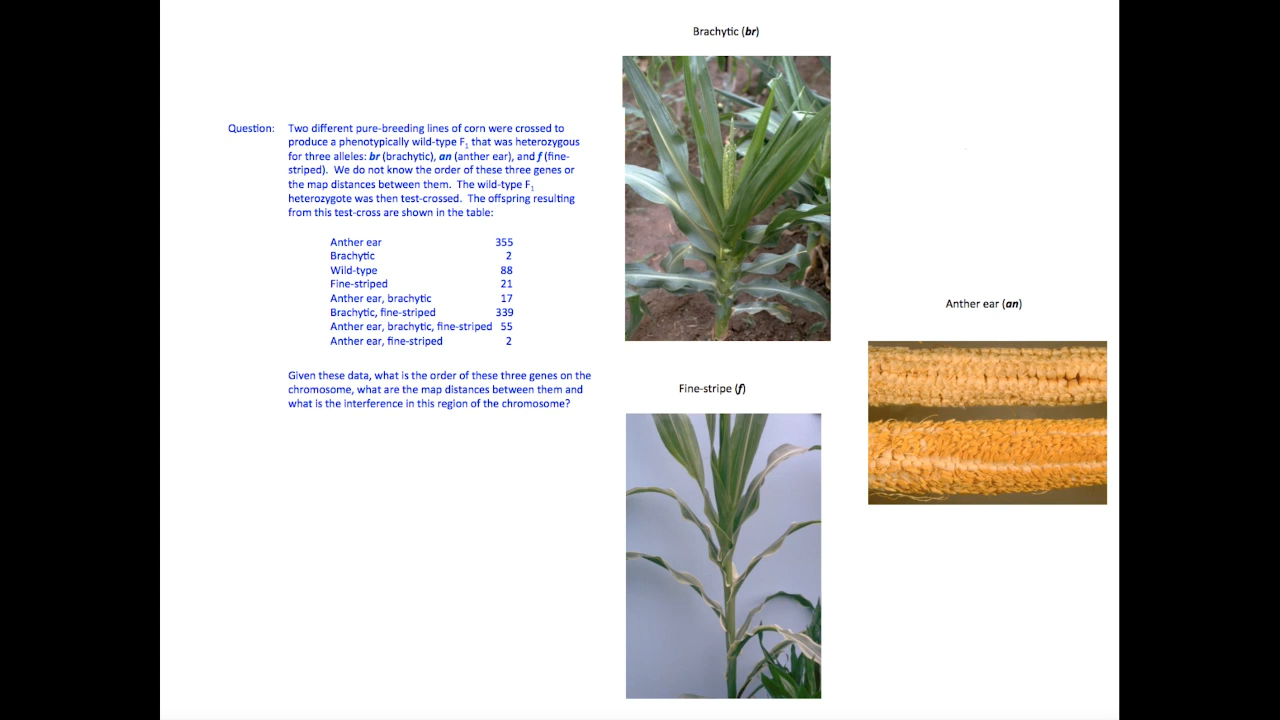 Brachytic (br)
Question: Two different pure-breeding lines of corn were crossed to
produce a phenotypically wild-type F1 that was heterozygous
for three alleles: br (brachytic), an (anther ear), and f (fine-
striped). We do not know the order of these three genes or
the map distances between them. The wild-type F1
heterozygote was then test-crossed. The offspring resulting
from this test-cross are shown in the table:
Anther ear 355
Brachytic 2
Wild-type 88
Fine-striped 21
Anther ear, brachytic 17
Brachytic, fine-striped 339
Anther ear, brachytic, fine-striped 55
Anther ear, fine-striped 2
Given these data, what is the order of these three genes on the
chromosome, what are the map distances between them and
what is the interference in this region of the chromosome?
Fine-stripe (f)
Anther ear (an)